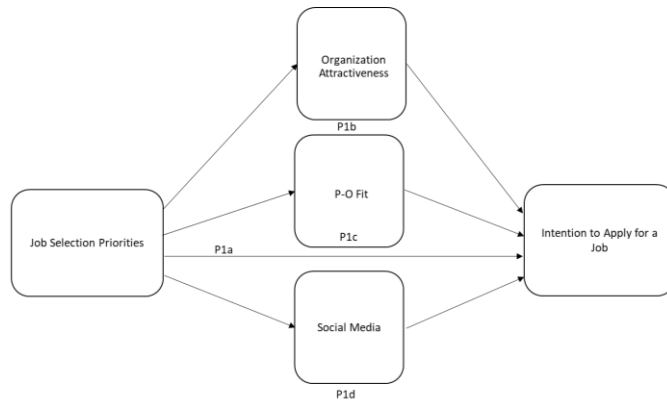 Organization
Attractiveness
P1b
P-O Fit
P1c
Job Selection Priorities
P1a
Intention to Apply for a
Job
Social Media
P1d